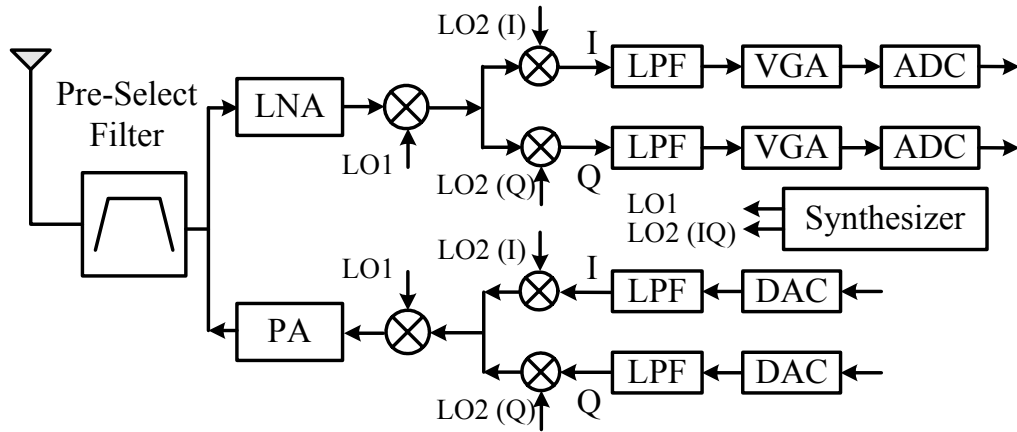 LO2 (I)
I
LPF
VGA
ADC
Pre-Select
Filter
LNA
LO1
LPF
VGA
ADC
LO2 (Q)
Q
LO1
LO2 (IQ)
Synthesizer
LO2 (I)
LO1
I
LPF
DAC
PA
LPF
DAC
LO2 (Q)
Q